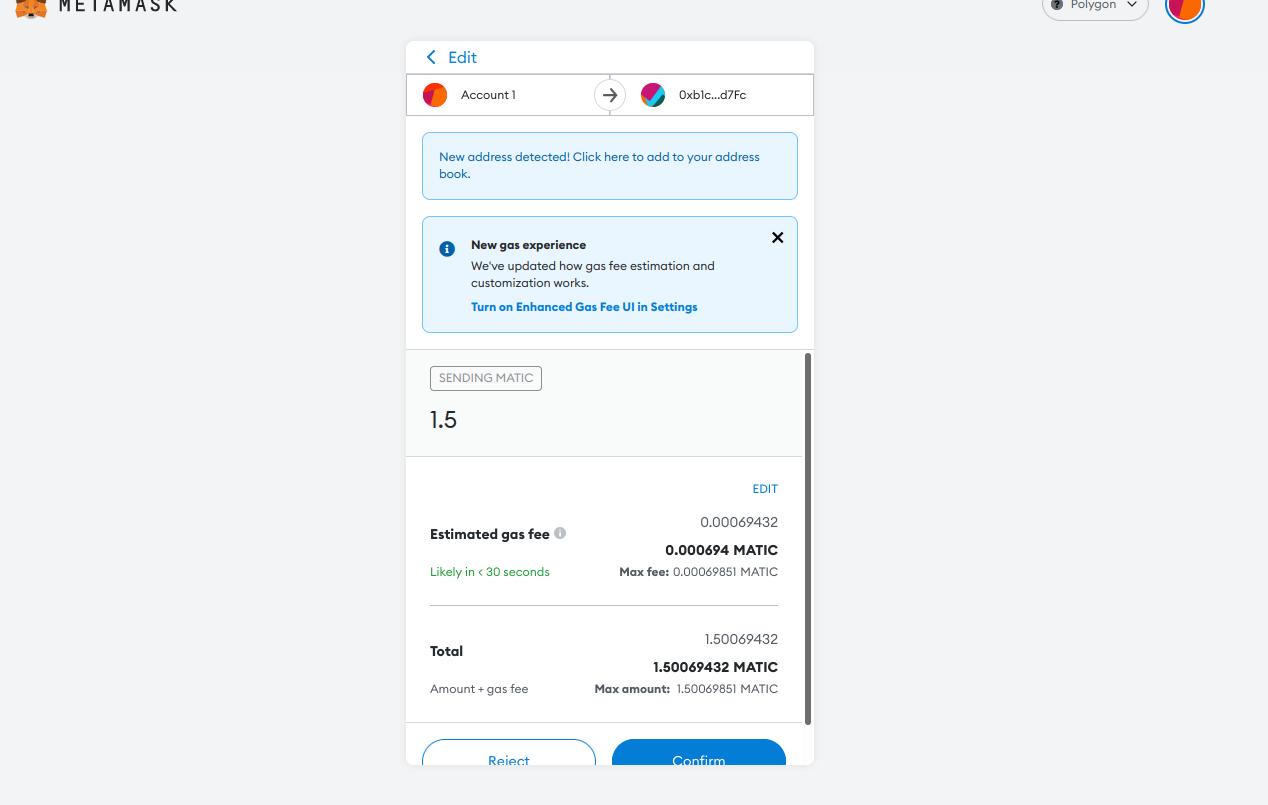 METAMASK
Polygon
Edit
Account 1
0xb1c...d7Fc
New address detected! Click here to add to your address
book.
New gas experience
We've updated how gas fee estimation and
customization works.
Turn on Enhanced Gas Fee UI in Settings
SENDING MATIC
1.5
EDIT
0.00069432
Estimated gas fee
0.000694 MATIC
Likely in < 30 seconds
Max fee: 0.00069851 MATIC
1.50069432
Total
1.50069432 MATIC
Amount + gas fee
Max amount: 1.50069851 MATIC
Reject
Confirm